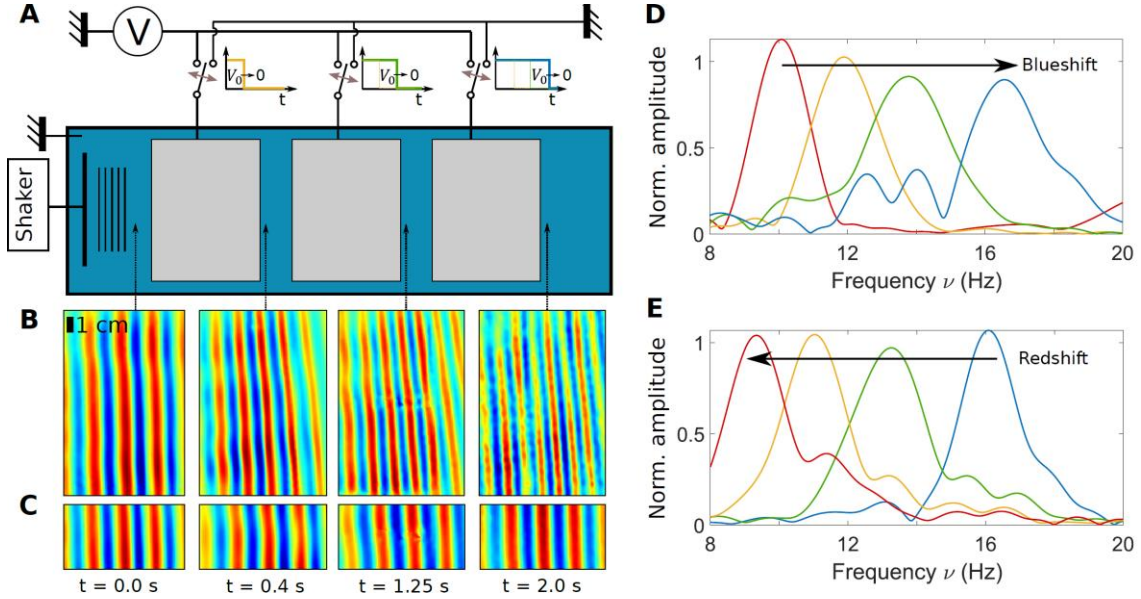 A
V
V₀→0
t
V₀→0
t
V₀→0
t
Shaker
B
1 cm
C
t = 0.0 s
t = 0.4 s
t = 1.25 s
t = 2.0 s
D
Norm. amplitude
1
0.5
0
Blueshift
8
12
16
20
Frequency ν (Hz)
E
Norm. amplitude
1
0.5
0
Redshift
8
12
16
20
Frequency ν (Hz)